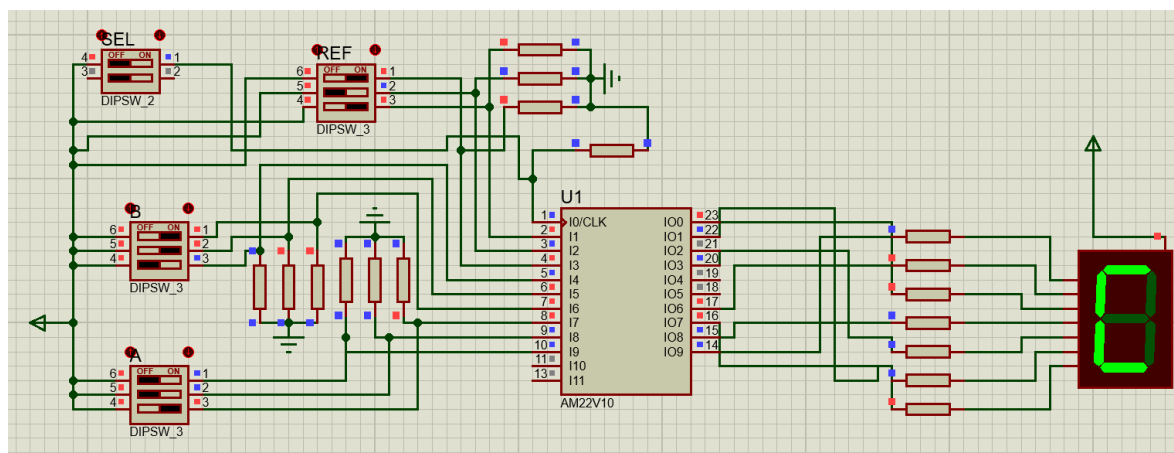 SEL
4 OFF ON 1
3 2
DIPSW_2
REF
6 OFF ON 1
5 2
4 3
DIPSW_3
B
6 OFF ON 1
5 2
4 3
DIPSW_3
A
6 OFF ON 1
5 2
4 3
DIPSW_3
U1
1 I0/CLK IO0 23
2 I1 IO1 22
3 I2 IO2 21
4 I3 IO3 20
5 I4 IO4 19
6 I5 IO5 18
7 I6 IO6 17
8 I7 IO7 16
9 I8 IO8 15
10 I9 IO9 14
11 I10
13 I11
AM22V10